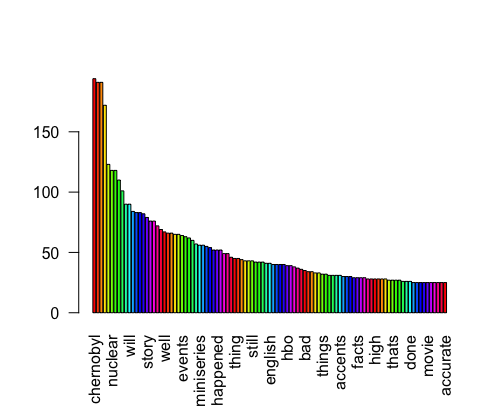 150
100
50
0
chernobyl
nuclear
will
story
well
events
miniseries
happened
thing
still
english
hbo
bad
things
accents
facts
high
thats
done
movie
accurate